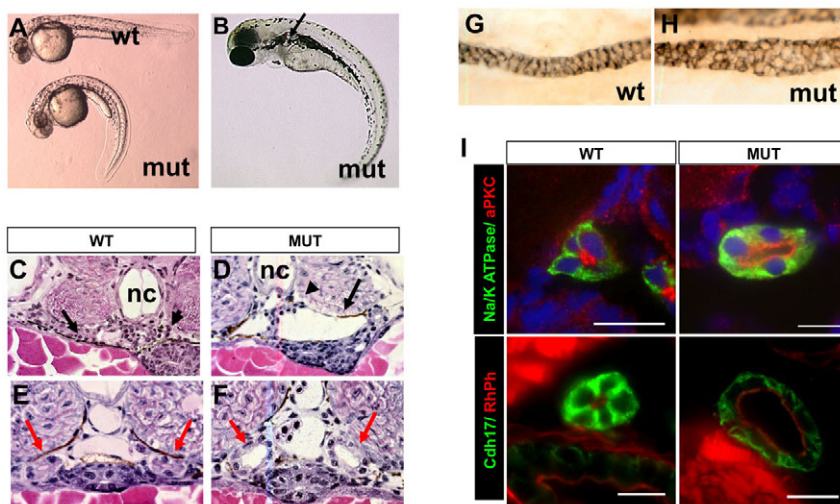 A
wt
mut
B
mut
G
wt
H
mut
WT
MUT
C
nc
D
nc
E
F
I
WT
MUT
Na/K ATPase/ aPKC
Cdh17/ RhPh